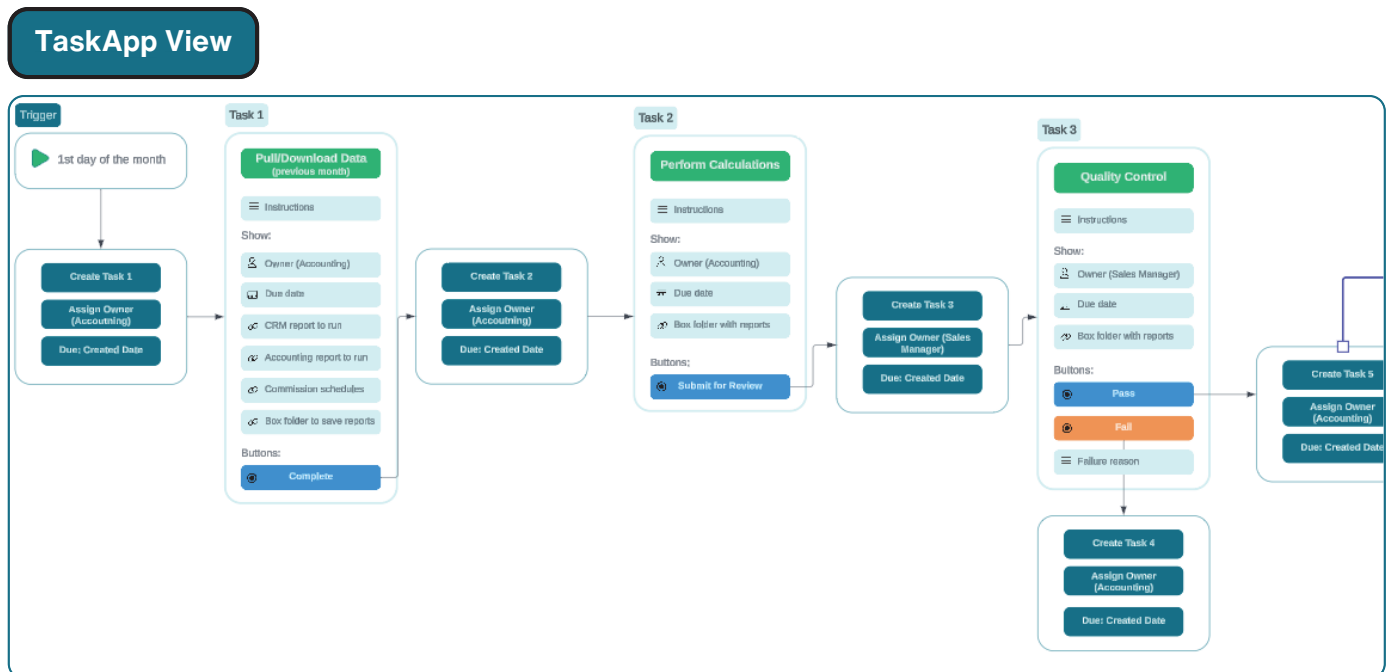 TaskApp View
Trigger
1st day of the month
Create Task 1
Assign Owner
(Accoutning)
Due: Created Date
Task 1
Pull/Download Data
(previous month)
Instructions
Show:
Owner (Accounting)
Due date
CRM report to run
Accounting report to run
Commission schedules
Box folder to save reports
Buttons:
Complete
Create Task 2
Assign Owner
(Accoutning)
Due: Created Date
Task 2
Perform Calculations
Instructions
Show:
Owner (Accounting)
Due date
Box folder with reports
Buttons;
Submit for Review
Create Task 3
Assign Owner (Sales
Manager)
Due: Created Date
Task 3
Quality Control
Instructions
Show:
Owner (Sales Manager)
Due date
Box folder with reports
Buttons:
Pass
Fail
Failure reason
Create Task 4
Assign Owner
(Accounting)
Due: Created Date
Create Task 5
Assign Owner
(Accounting)
Due: Created Date